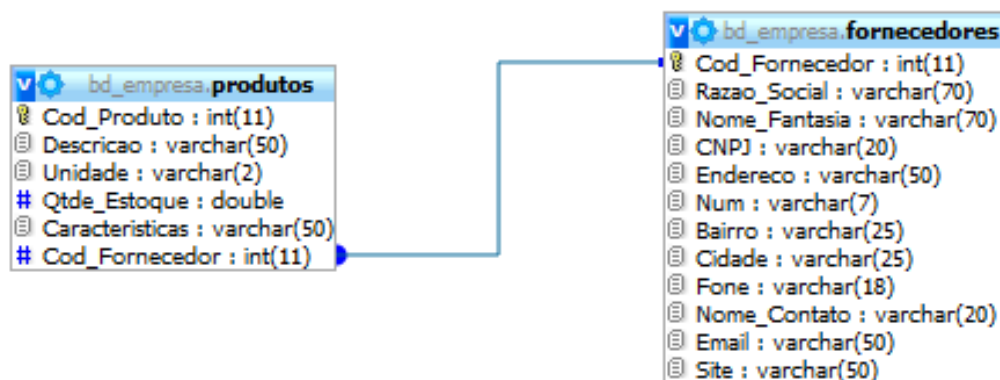 bd_empresa.produtos
Cod_Produto : int(11)
Descricao : varchar(50)
Unidade : varchar(2)
# Qtde_Estoque : double
Caracteristicas : varchar(50)
# Cod_Fornecedor : int(11)
v bd_empresa.fornecedores
Cod_Fornecedor : int(11)
Razao_Social : varchar(70)
Nome_Fantasia : varchar(70)
CNPJ : varchar(20)
Endereco : varchar(50)
Num : varchar(7)
Bairro : varchar(25)
Cidade : varchar(25)
Fone : varchar(18)
Nome_Contato : varchar(20)
Email : varchar(50)
Site : varchar(50)